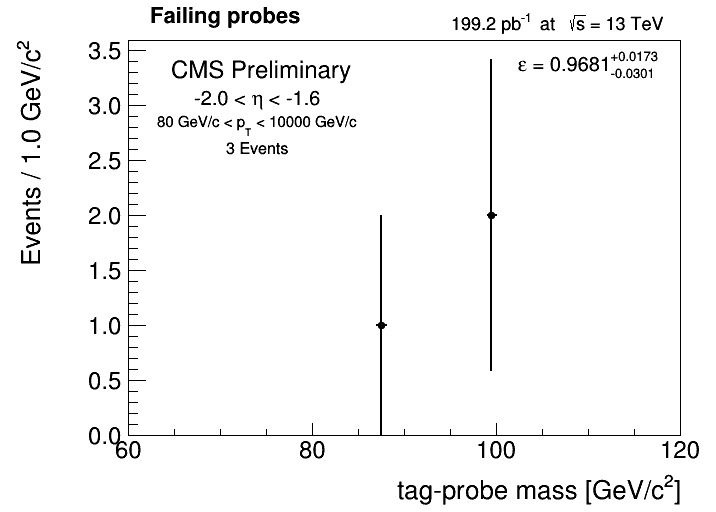 Failing probes
199.2 pb⁻¹ at √s = 13 TeV
Events / 1.0 GeV/c²
CMS Preliminary
-2.0 < η < -1.6
80 GeV/c < p_T < 10000 GeV/c
3 Events
ε = 0.9681 +0.0173 -0.0301
3.5
3.0
2.5
2.0
1.5
1.0
0.5
0.0
60 80 100 120
tag-probe mass [GeV/c²]